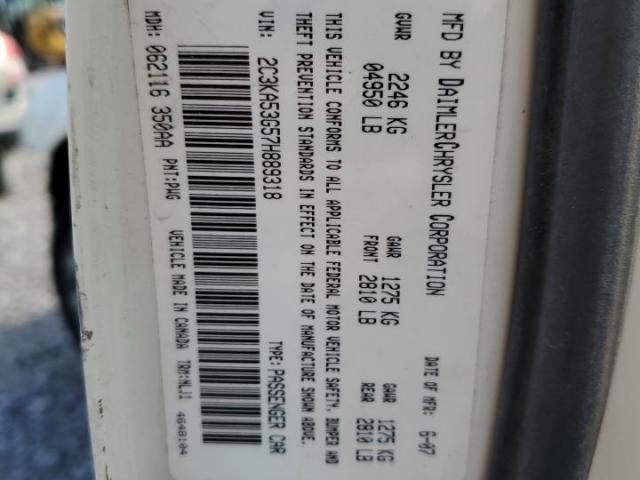 MFD BY DAIMLERCHRYSLER CORPORATION DATE OF MFR: 6-07
GVWR GAWR GAWR
2246 KG FRONT 1275 KG REAR 1275 KG
04950 LB 2810 LB 2810 LB
THIS VEHICLE CONFORMS TO ALL APPLICABLE FEDERAL MOTOR VEHICLE SAFETY, BUMPER AND
THEFT PREVENTION STANDARDS IN EFFECT ON THE DATE OF MANUFACTURE SHOWN ABOVE.
VIN: 2C3KA53G57H889318 TYPE: PASSENGER CAR
MDH: 062116 350AA PNT:PWG VEHICLE MADE IN CANADA TRM:NLJ1 4648104